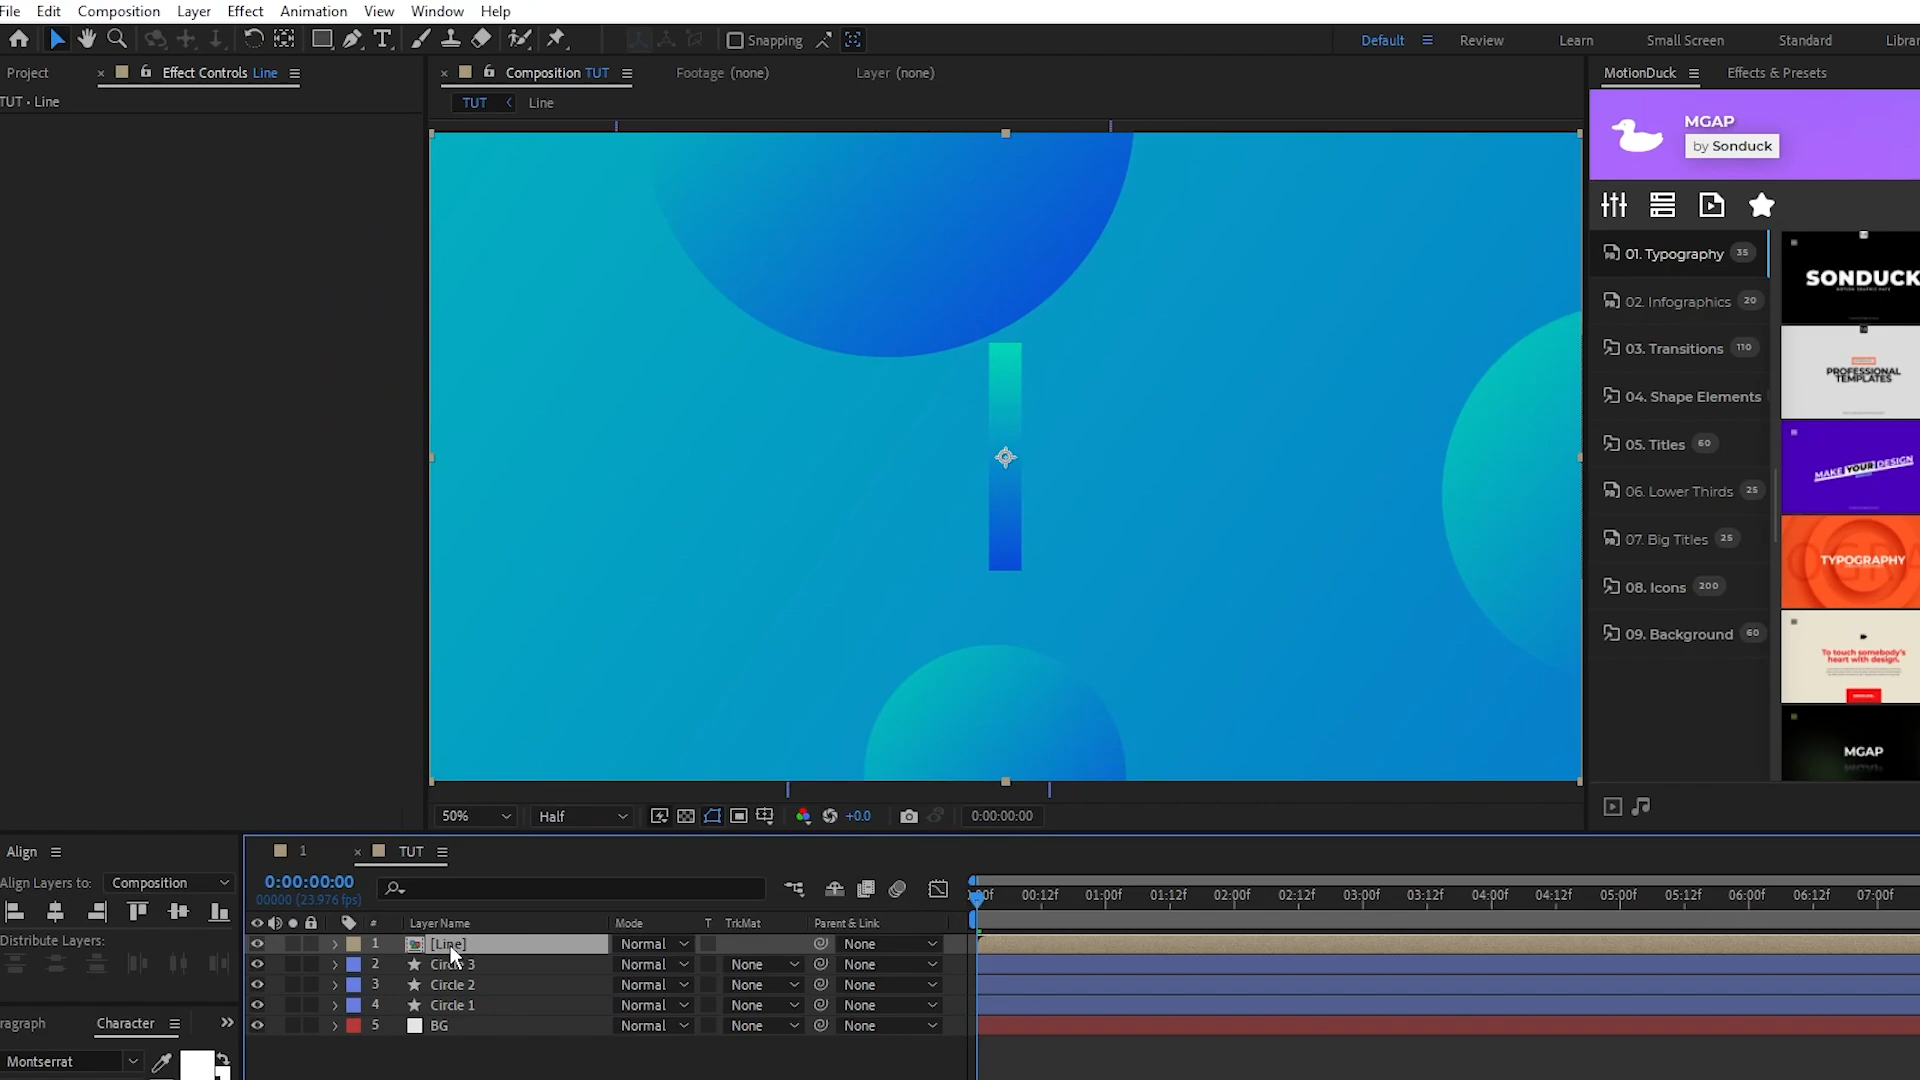 File Edit Composition Layer Effect Animation View Window Help
Snapping
Default Review Learn Small Screen Standard
Project Effect Controls Line
Composition TUT Footage (none) Layer (none)
MotionDuck Effects & Presets
TUT • Line
TUT Line
MGAP
by Sonduck
01. Typography 35
02. Infographics 20
03. Transitions 110
04. Shape Elements
05. Titles 60
06. Lower Thirds 25
07. Big Titles 25
08. Icons 200
09. Background 60
SONDUCK
PROFESSIONAL
TEMPLATES
MAKE YOUR DESIGN
TYPOGRAPHY
To touch somebody's
heart with design.
MGAP
50% Half +0.0 0:00:00:00
Align
1 TUT
Align Layers to: Composition
0:00:00:00
00000 (23.976 fps)
00:12f 01:00f 01:12f 02:00f 02:12f 03:00f 03:12f 04:00f 04:12f 05:00f 05:12f 06:00f 06:12f 07:00f
# Layer Name Mode T TrkMat Parent & Link
Distribute Layers:
1 [Line] Normal None
2 Circle 3 Normal None None
3 Circle 2 Normal None None
4 Circle 1 Normal None None
5 BG Normal None None
Character
Montserrat